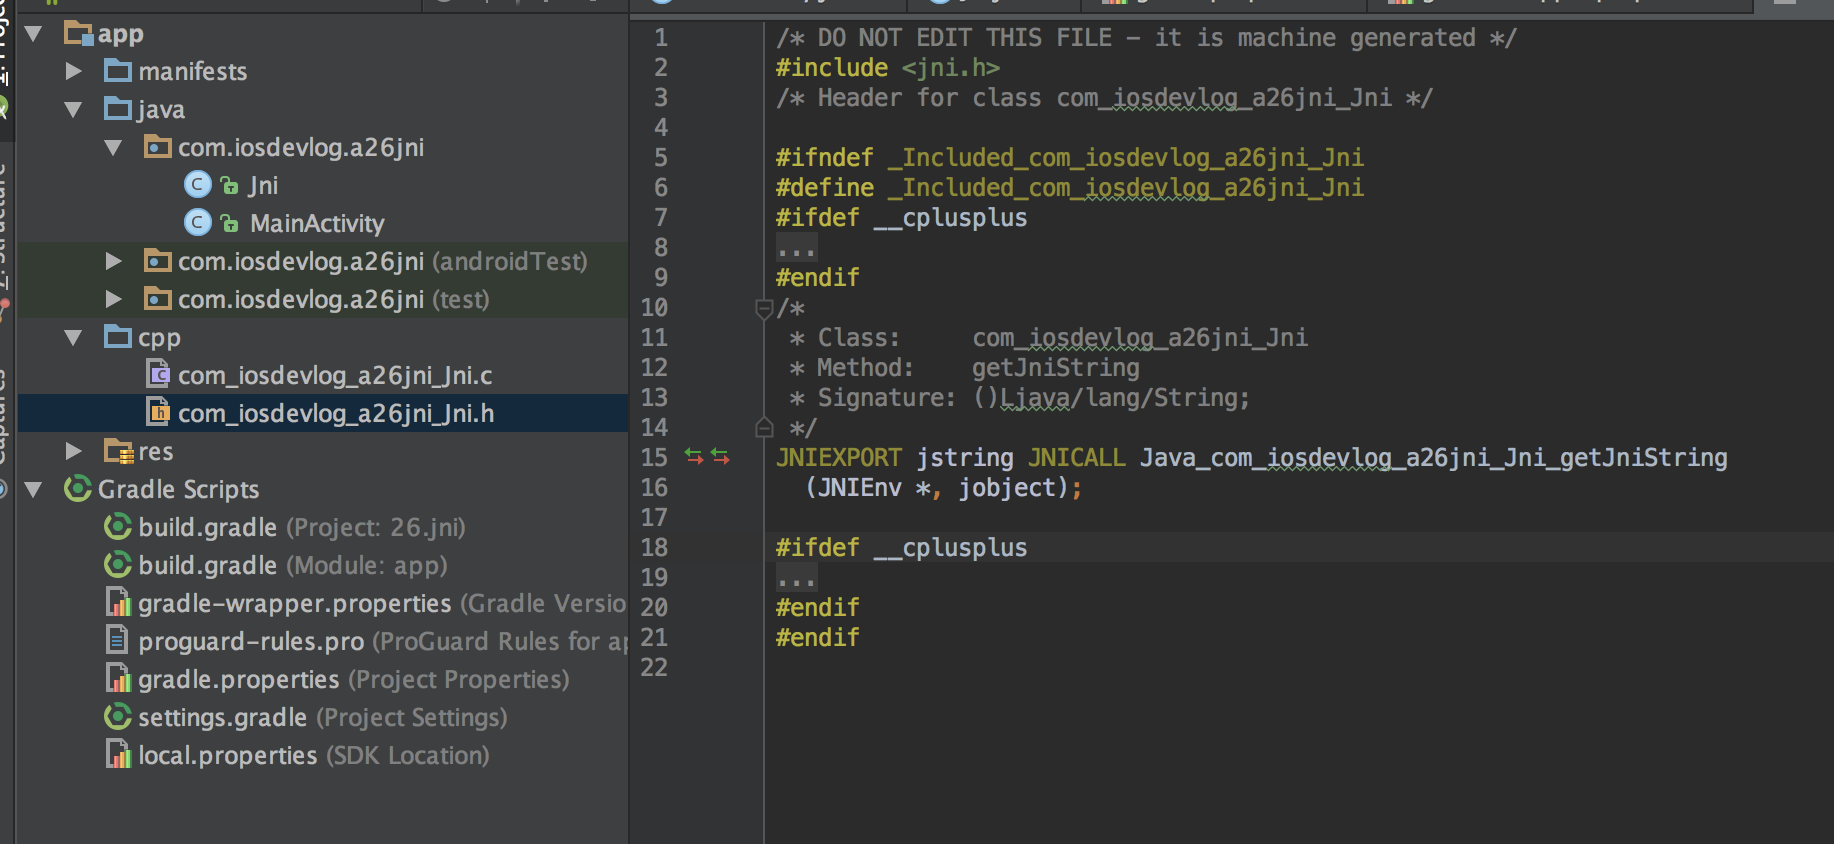 app
manifests
java
com.iosdevlog.a26jni
Jni
MainActivity
com.iosdevlog.a26jni (androidTest)
com.iosdevlog.a26jni (test)
cpp
com_iosdevlog_a26jni_Jni.c
com_iosdevlog_a26jni_Jni.h
res
Gradle Scripts
build.gradle (Project: 26.jni)
build.gradle (Module: app)
gradle-wrapper.properties (Gradle Versio
proguard-rules.pro (ProGuard Rules for ap
gradle.properties (Project Properties)
settings.gradle (Project Settings)
local.properties (SDK Location)
1 /* DO NOT EDIT THIS FILE - it is machine generated */
2 #include <jni.h>
3 /* Header for class com_iosdevlog_a26jni_Jni */
4
5 #ifndef _Included_com_iosdevlog_a26jni_Jni
6 #define _Included_com_iosdevlog_a26jni_Jni
7 #ifdef __cplusplus
8 ...
9 #endif
10 /*
11  * Class:     com_iosdevlog_a26jni_Jni
12  * Method:    getJniString
13  * Signature: ()Ljava/lang/String;
14  */
15 JNIEXPORT jstring JNICALL Java_com_iosdevlog_a26jni_Jni_getJniString
16   (JNIEnv *, jobject);
17
18 #ifdef __cplusplus
19 ...
20 #endif
21 #endif
22